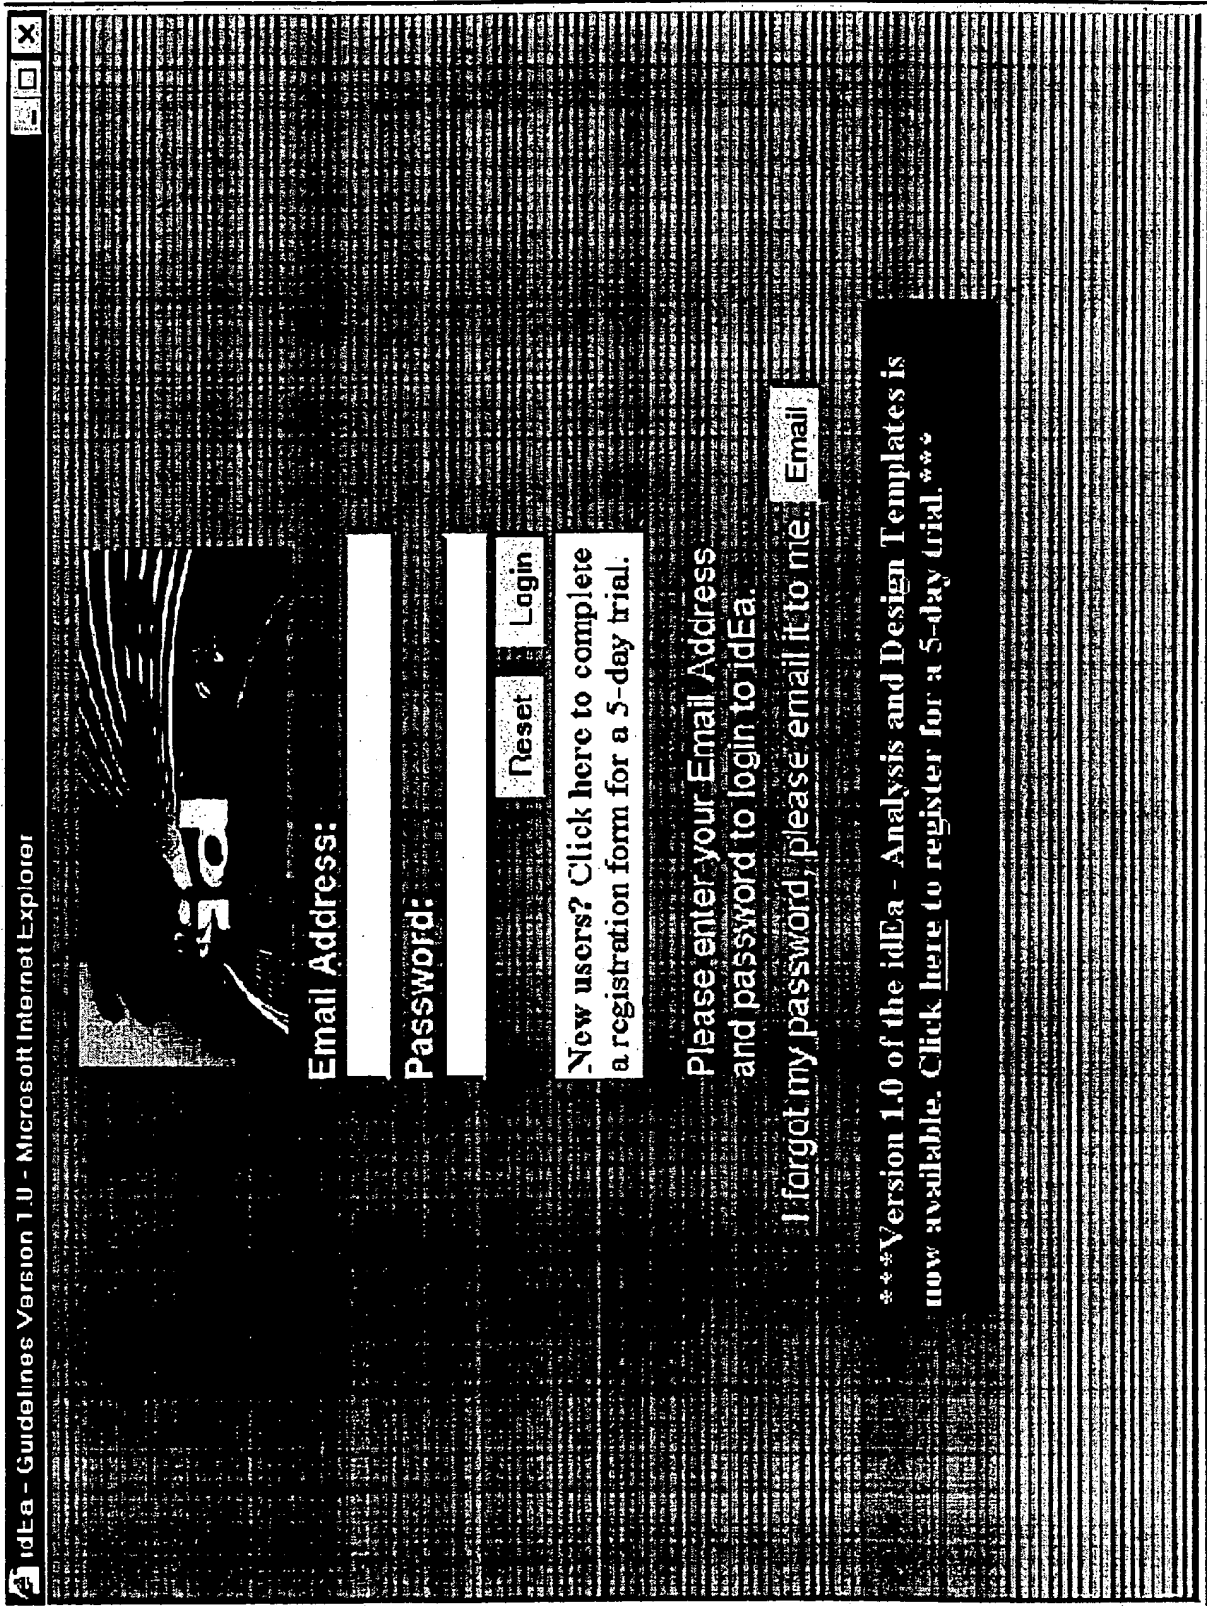 idEa - Guidelines Version 1.0 - Microsoft Internet Explorer
Email Address:
Password:
Reset Login
New users? Click here to complete
a registration form for a 5-day trial.
Please enter your Email Address
and password to login to idEa.
I forgot my password, please email it to me. Email
***Version 1.0 of the idEa - Analysis and Design Templates is
now available. Click here to register for a 5-day trial.***